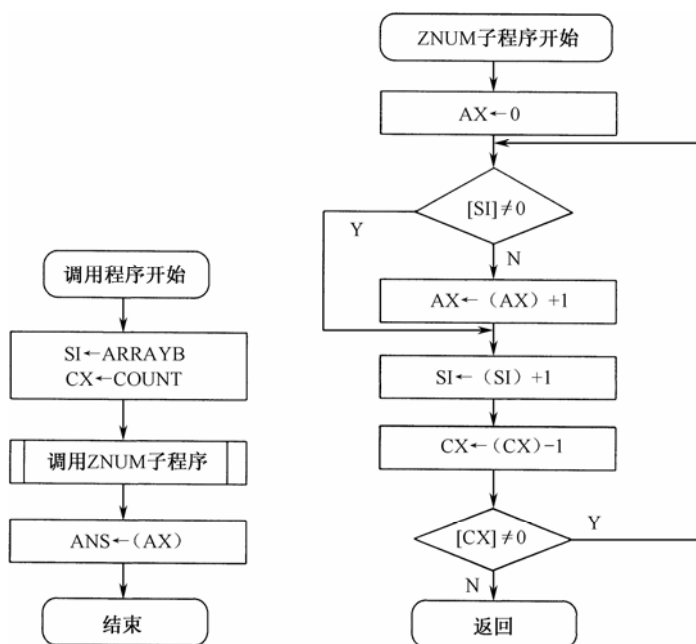 调用程序开始
SI←ARRAYB
CX←COUNT
调用ZNUM子程序
ANS←(AX)
结束
ZNUM子程序开始
AX←0
[SI]≠0
Y
N
AX←(AX)+1
SI←(SI)+1
CX←(CX)-1
[CX]≠0
Y
N
返回